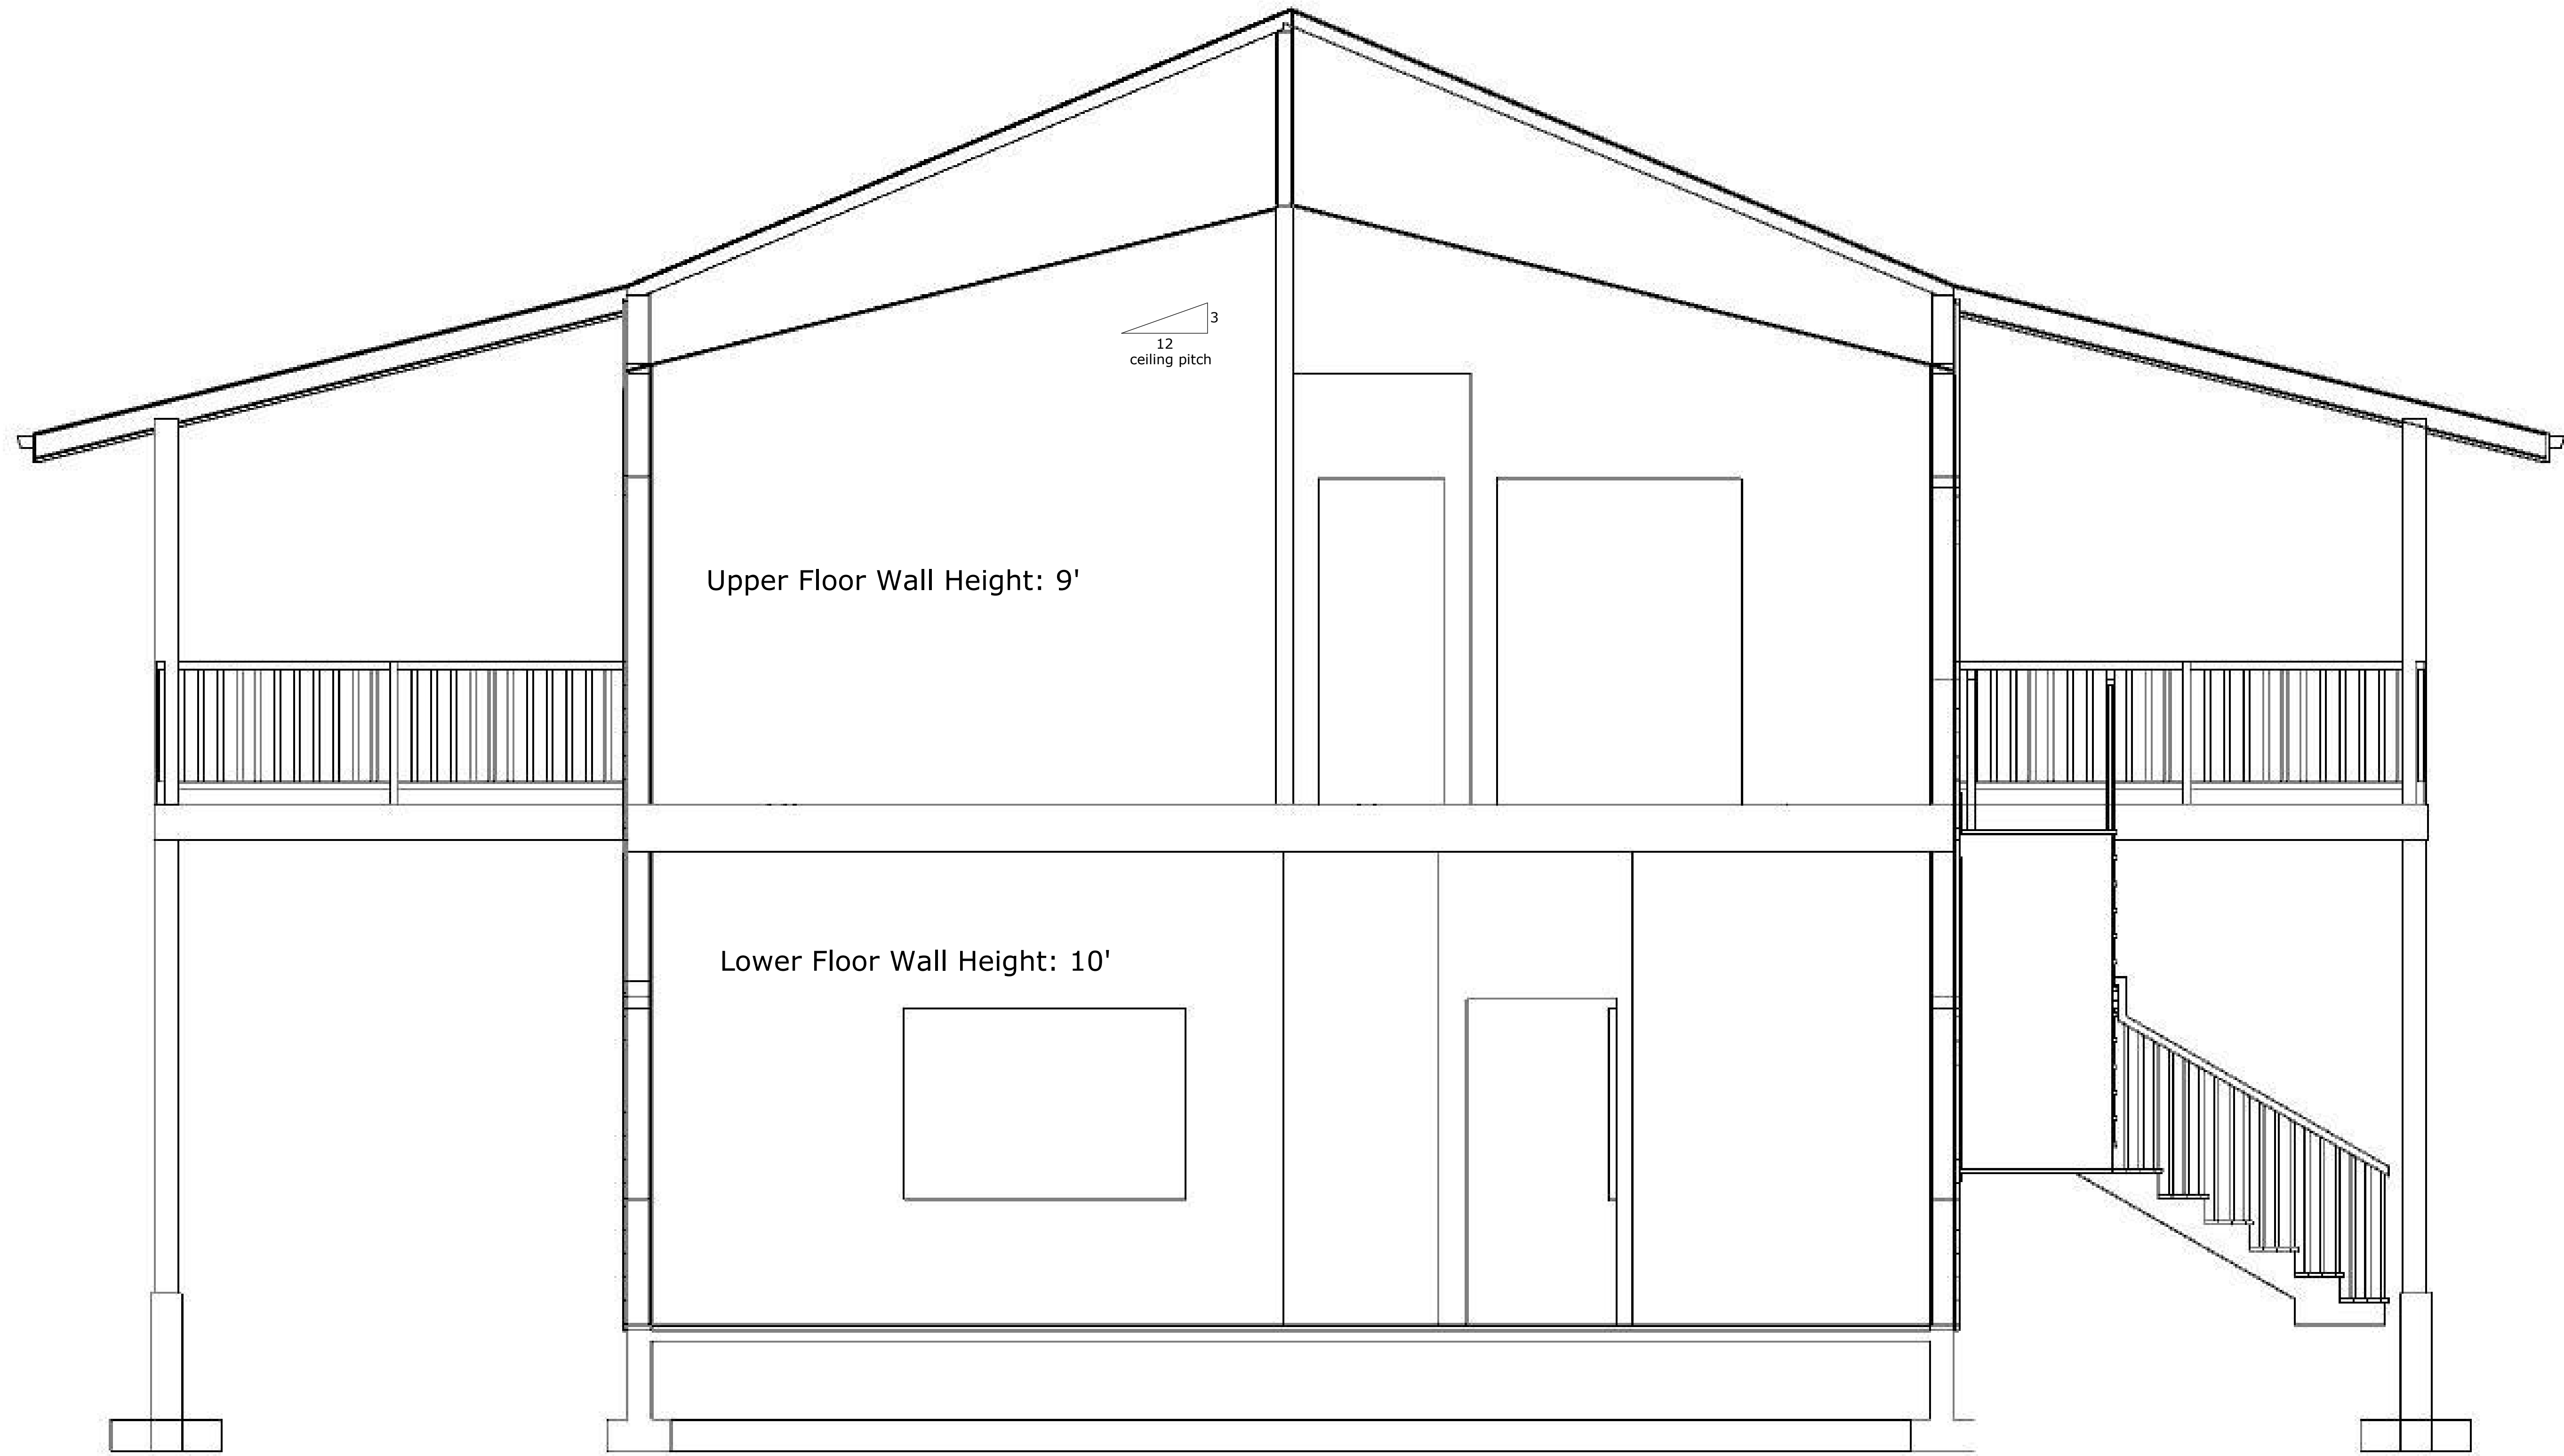 3
12
ceiling pitch
Upper Floor Wall Height: 9'
Lower Floor Wall Height: 10'